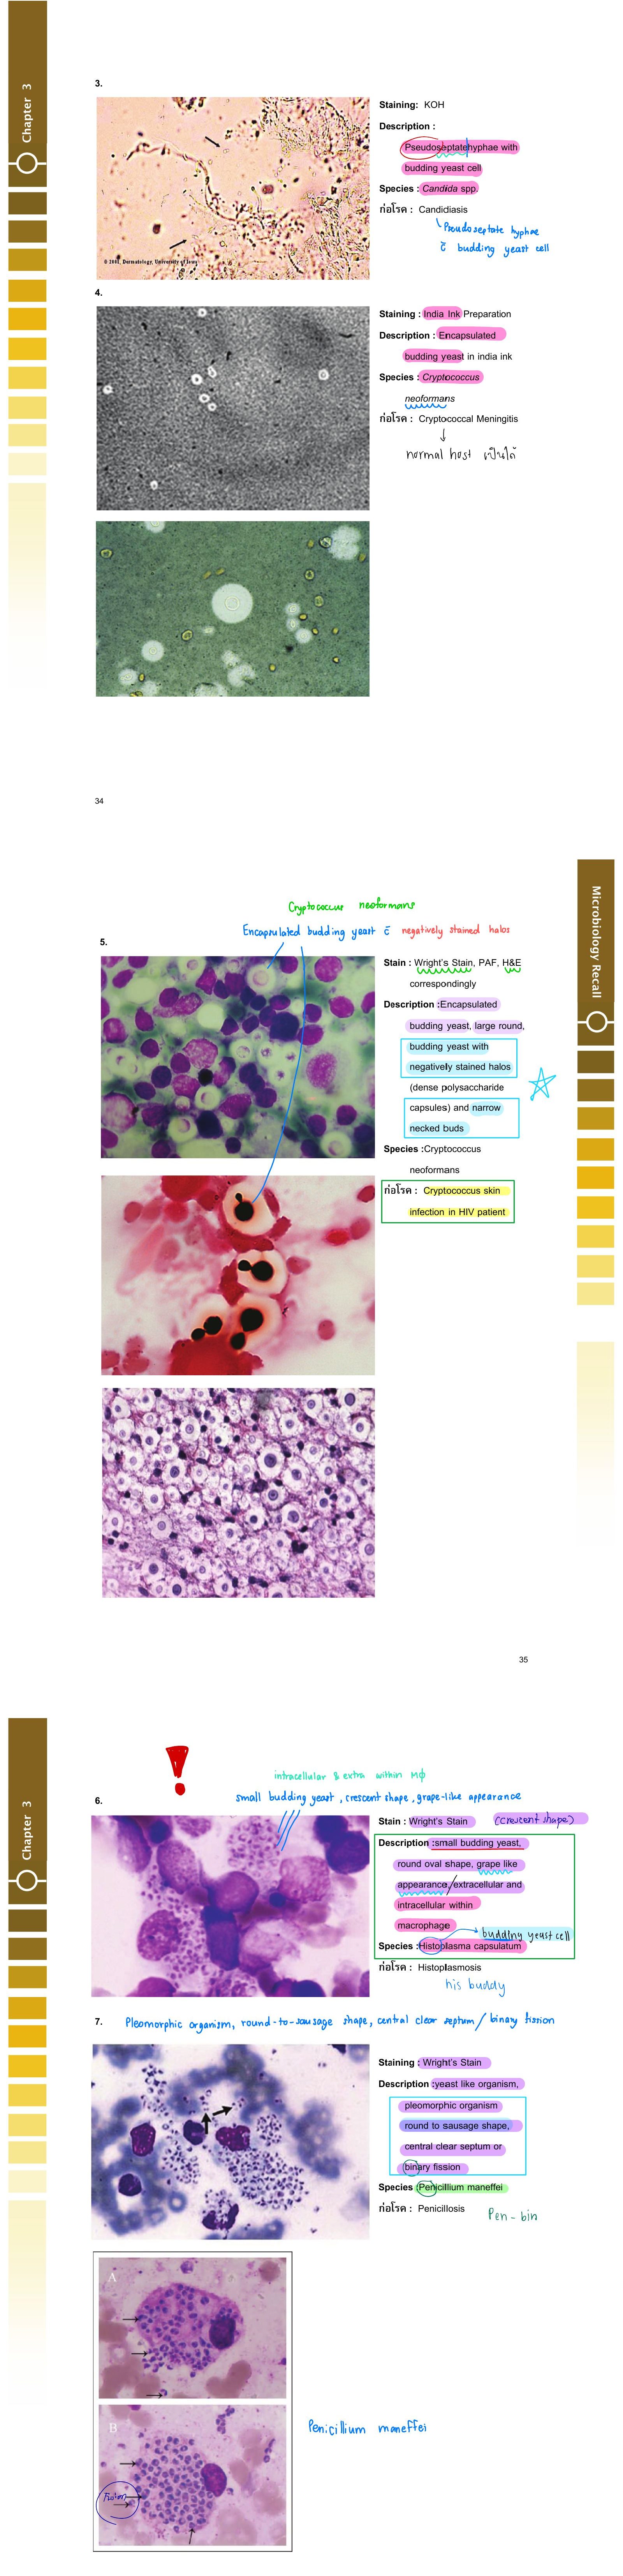 Chapter 3
3.
Staining: KOH
Description :
Pseudoseptatehyphae with
budding yeast cell
Species : Candida spp.
ก่อโรค : Candidiasis
Pseudoseptate hyphae
c̄ budding yeast cell
© 2001, Dermatology, University of Iowa
4.
Staining : India Ink Preparation
Description : Encapsulated
budding yeast in india ink
Species : Cryptococcus
neoformans
ก่อโรค : Cryptococcal Meningitis
↓
normal host เป็นได้
34
Microbiology Recall
Cryptococcus neoformans
Encapsulated budding yeast c̄ negatively stained halos
5.
Stain : Wright's Stain, PAF, H&E
correspondingly
Description :Encapsulated
budding yeast, large round,
budding yeast with
negatively stained halos
(dense polysaccharide
capsules) and narrow
necked buds
Species :Cryptococcus
neoformans
ก่อโรค : Cryptococcus skin
infection in HIV patient
35
Chapter 3
!
intracellular & extra within Mφ
small budding yeast , crescent shape , grape-like appearance
6.
Stain : Wright's Stain (crescent shape)
Description :small budding yeast,
round oval shape, grape like
appearance/extracellular and
intracellular within
macrophage
budding yeast cell
Species :Histoplasma capsulatum
ก่อโรค : Histoplasmosis
his buddy
7.
Pleomorphic organism, round-to-sausage shape, central clear septum / binary fission
Staining : Wright's Stain
Description :yeast like organism,
pleomorphic organism
round to sausage shape,
central clear septum or
binary fission
Species :Penicillium maneffei
ก่อโรค : Penicillosis
Pen - bin
A
B
Penicillium maneffei